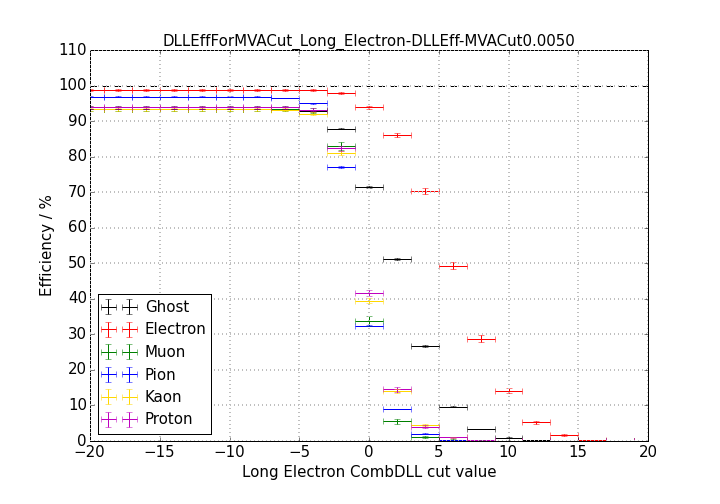 DLLEffForMVACut_Long_Electron-DLLEff-MVACut0.0050
110
100
90
80
70
60
50
40
30
20
10
0
Efficiency / %
Ghost
Electron
Muon
Pion
Kaon
Proton
−20 −15 −10 −5 0 5 10 15 20
Long Electron CombDLL cut value